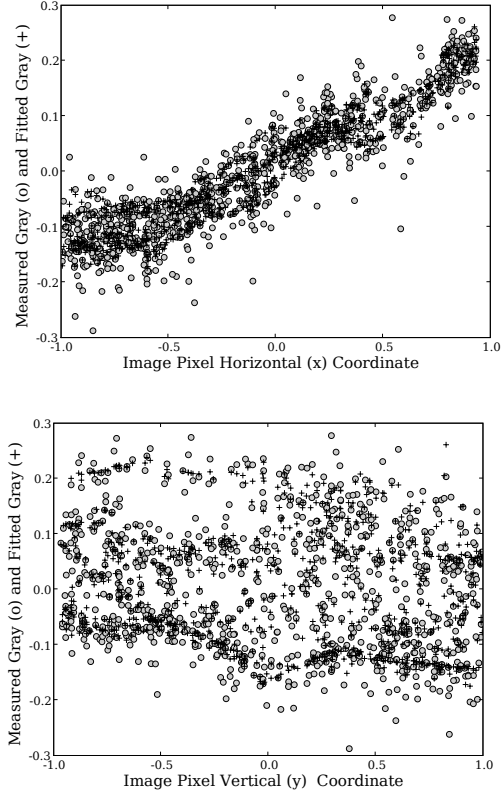 0.3
0.2
0.1
0.0
-0.1
-0.2
-0.3
-1.0 -0.5 0.0 0.5 1.0
Measured Gray (o) and Fitted Gray (+)
Image Pixel Horizontal (x) Coordinate
0.3
0.2
0.1
0.0
-0.1
-0.2
-0.3
-1.0 -0.5 0.0 0.5 1.0
Measured Gray (o) and Fitted Gray (+)
Image Pixel Vertical (y) Coordinate